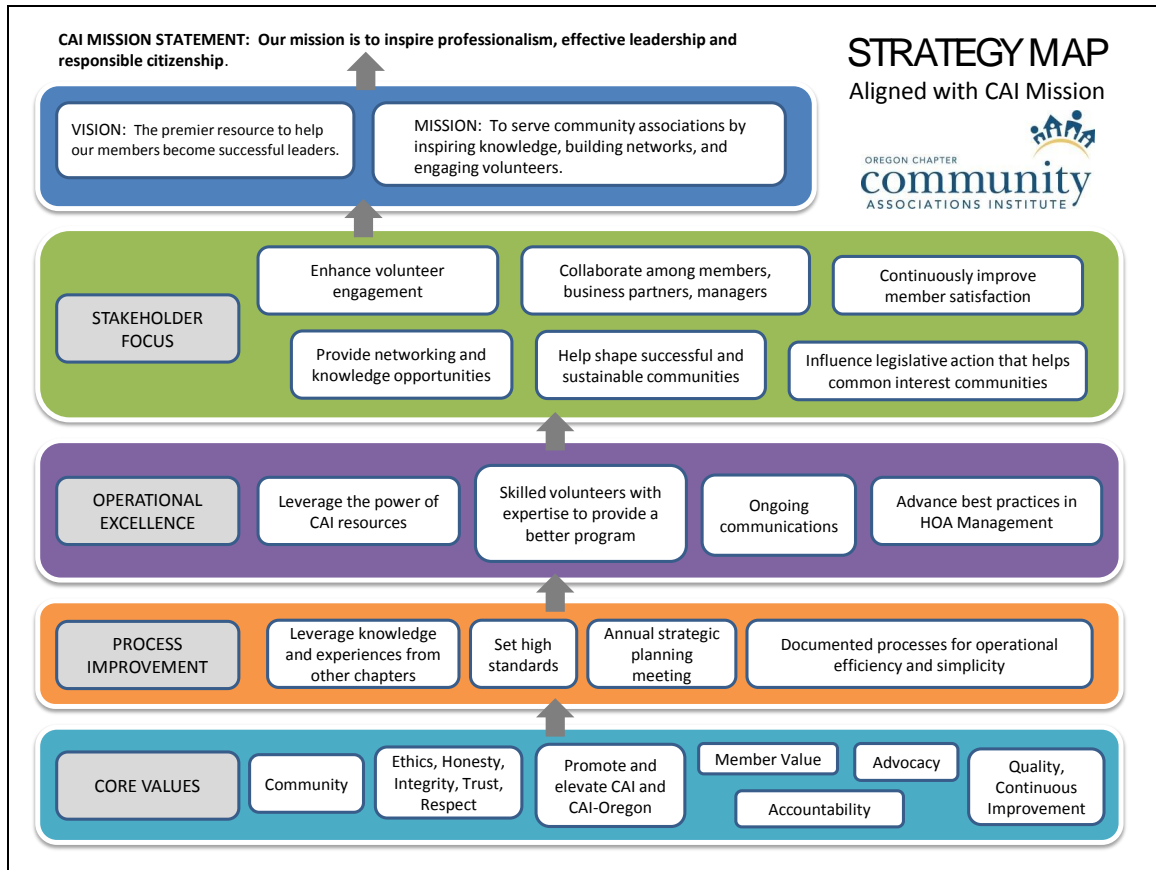 CAI MISSION STATEMENT: Our mission is to inspire professionalism, effective leadership and
responsible citizenship.
STRATEGY MAP
Aligned with CAI Mission
OREGON CHAPTER
community
ASSOCIATIONS INSTITUTE
VISION: The premier resource to help
our members become successful leaders.
MISSION: To serve community associations by
inspiring knowledge, building networks, and
engaging volunteers.
STAKEHOLDER
FOCUS
Enhance volunteer
engagement
Collaborate among members,
business partners, managers
Continuously improve
member satisfaction
Provide networking and
knowledge opportunities
Help shape successful and
sustainable communities
Influence legislative action that helps
common interest communities
OPERATIONAL
EXCELLENCE
Leverage the power of
CAI resources
Skilled volunteers with
expertise to provide a
better program
Ongoing
communications
Advance best practices in
HOA Management
PROCESS
IMPROVEMENT
Leverage knowledge
and experiences from
other chapters
Set high
standards
Annual strategic
planning
meeting
Documented processes for operational
efficiency and simplicity
CORE VALUES
Community
Ethics, Honesty,
Integrity, Trust,
Respect
Promote and
elevate CAI and
CAI-Oregon
Member Value
Advocacy
Accountability
Quality,
Continuous
Improvement